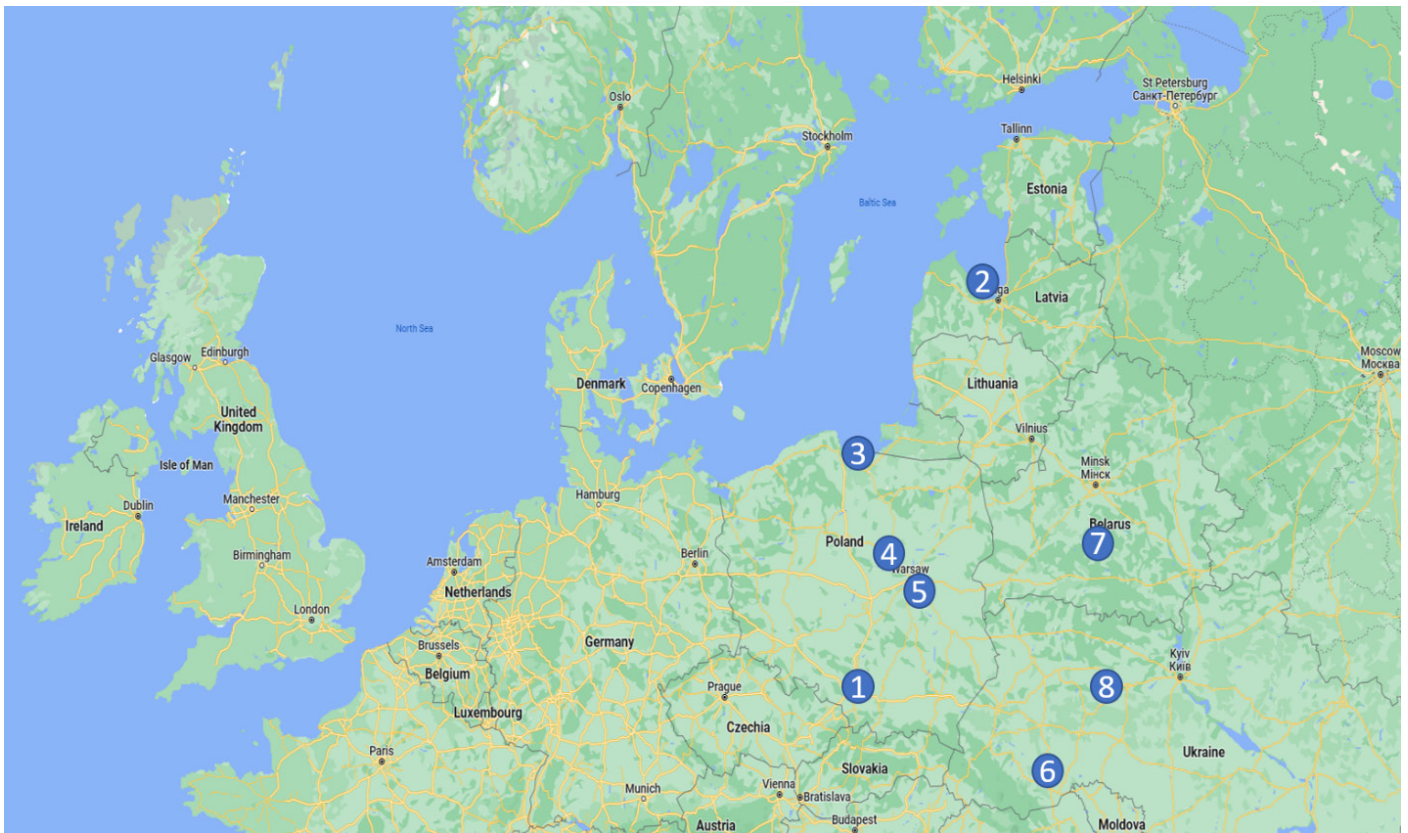 Helsinki
St Petersburg
Санкт-Петербург
Oslo
Tallinn
Stockholm
Estonia
Baltic Sea
2
Latvia
North Sea
Moscow
Москва
Glasgow
Edinburgh
Denmark
Copenhagen
Lithuania
United
Kingdom
Vilnius
3
Isle of Man
Minsk
Мінск
Hamburg
Manchester
Dublin
Ireland
Belarus
7
Poland
4
Birmingham
Amsterdam
Berlin
Warsaw
Netherlands
5
London
Brussels
Germany
Kyiv
Київ
Belgium
Prague
1
8
Luxembourg
Czechia
Paris
Ukraine
Slovakia
6
Munich
Vienna
Bratislava
Budapest
Austria
Moldova